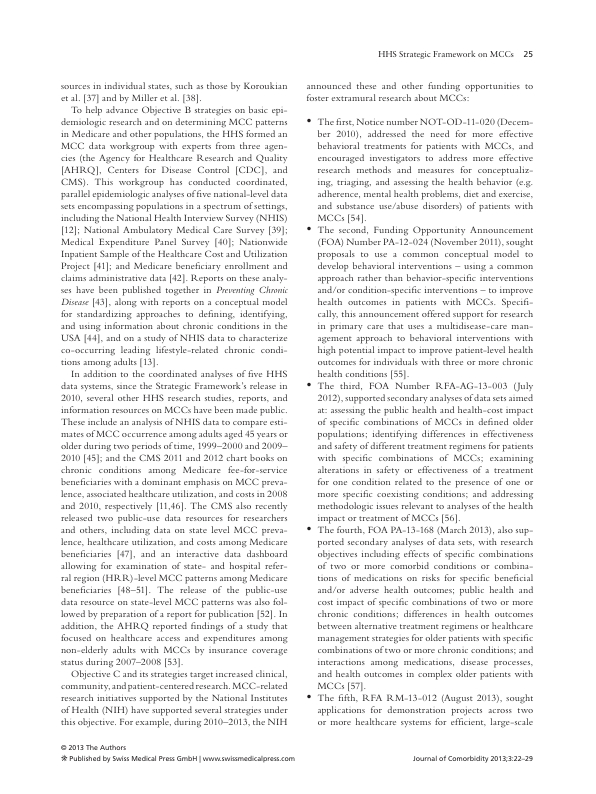 HHS Strategic Framework on MCCs 25
sources in individual states, such as those by Koroukian
et al. [37] and by Miller et al. [38].
To help advance Objective B strategies on basic epi-
demiologic research and on determining MCC patterns
in Medicare and other populations, the HHS formed an
MCC data workgroup with experts from three agen-
cies (the Agency for Healthcare Research and Quality
[AHRQ], Centers for Disease Control [CDC], and
CMS). This workgroup has conducted coordinated,
parallel epidemiologic analyses of five national-level data
sets encompassing populations in a spectrum of settings,
including the National Health Interview Survey (NHIS)
[12]; National Ambulatory Medical Care Survey [39];
Medical Expenditure Panel Survey [40]; Nationwide
Inpatient Sample of the Healthcare Cost and Utilization
Project [41]; and Medicare beneficiary enrollment and
claims administrative data [42]. Reports on these analy-
ses have been published together in Preventing Chronic
Disease [43], along with reports on a conceptual model
for standardizing approaches to defining, identifying,
and using information about chronic conditions in the
USA [44], and on a study of NHIS data to characterize
co-occurring leading lifestyle-related chronic condi-
tions among adults [13].
In addition to the coordinated analyses of five HHS
data systems, since the Strategic Framework's release in
2010, several other HHS research studies, reports, and
information resources on MCCs have been made public.
These include an analysis of NHIS data to compare esti-
mates of MCC occurrence among adults aged 45 years or
older during two periods of time, 1999–2000 and 2009–
2010 [45]; and the CMS 2011 and 2012 chart books on
chronic conditions among Medicare fee-for-service
beneficiaries with a dominant emphasis on MCC preva-
lence, associated healthcare utilization, and costs in 2008
and 2010, respectively [11,46]. The CMS also recently
released two public-use data resources for researchers
and others, including data on state level MCC preva-
lence, healthcare utilization, and costs among Medicare
beneficiaries [47], and an interactive data dashboard
allowing for examination of state- and hospital refer-
ral region (HRR)-level MCC patterns among Medicare
beneficiaries [48–51]. The release of the public-use
data resource on state-level MCC patterns was also fol-
lowed by preparation of a report for publication [52]. In
addition, the AHRQ reported findings of a study that
focused on healthcare access and expenditures among
non-elderly adults with MCCs by insurance coverage
status during 2007–2008 [53].
Objective C and its strategies target increased clinical,
community, and patient-centered research. MCC-related
research initiatives supported by the National Institutes
of Health (NIH) have supported several strategies under
this objective. For example, during 2010–2013, the NIH
announced these and other funding opportunities to
foster extramural research about MCCs:
• The first, Notice number NOT-OD-11-020 (Decem-
ber 2010), addressed the need for more effective
behavioral treatments for patients with MCCs, and
encouraged investigators to address more effective
research methods and measures for conceptualiz-
ing, triaging, and assessing the health behavior (e.g.
adherence, mental health problems, diet and exercise,
and substance use/abuse disorders) of patients with
MCCs [54].
• The second, Funding Opportunity Announcement
(FOA) Number PA-12-024 (November 2011), sought
proposals to use a common conceptual model to
develop behavioral interventions – using a common
approach rather than behavior-specific interventions
and/or condition-specific interventions – to improve
health outcomes in patients with MCCs. Specifi-
cally, this announcement offered support for research
in primary care that uses a multidisease-care man-
agement approach to behavioral interventions with
high potential impact to improve patient-level health
outcomes for individuals with three or more chronic
health conditions [55].
• The third, FOA Number RFA-AG-13-003 (July
2012), supported secondary analyses of data sets aimed
at: assessing the public health and health-cost impact
of specific combinations of MCCs in defined older
populations; identifying differences in effectiveness
and safety of different treatment regimens for patients
with specific combinations of MCCs; examining
alterations in safety or effectiveness of a treatment
for one condition related to the presence of one or
more specific coexisting conditions; and addressing
methodologic issues relevant to analyses of the health
impact or treatment of MCCs [56].
• The fourth, FOA PA-13-168 (March 2013), also sup-
ported secondary analyses of data sets, with research
objectives including effects of specific combinations
of two or more comorbid conditions or combina-
tions of medications on risks for specific beneficial
and/or adverse health outcomes; public health and
cost impact of specific combinations of two or more
chronic conditions; differences in health outcomes
between alternative treatment regimens or healthcare
management strategies for older patients with specific
combinations of two or more chronic conditions; and
interactions among medications, disease processes,
and health outcomes in complex older patients with
MCCs [57].
• The fifth, RFA RM-13-012 (August 2013), sought
applications for demonstration projects across two
or more healthcare systems for efficient, large-scale
© 2013 The Authors
Published by Swiss Medical Press GmbH | www.swissmedicalpress.com
Journal of Comorbidity 2013;3:22–29